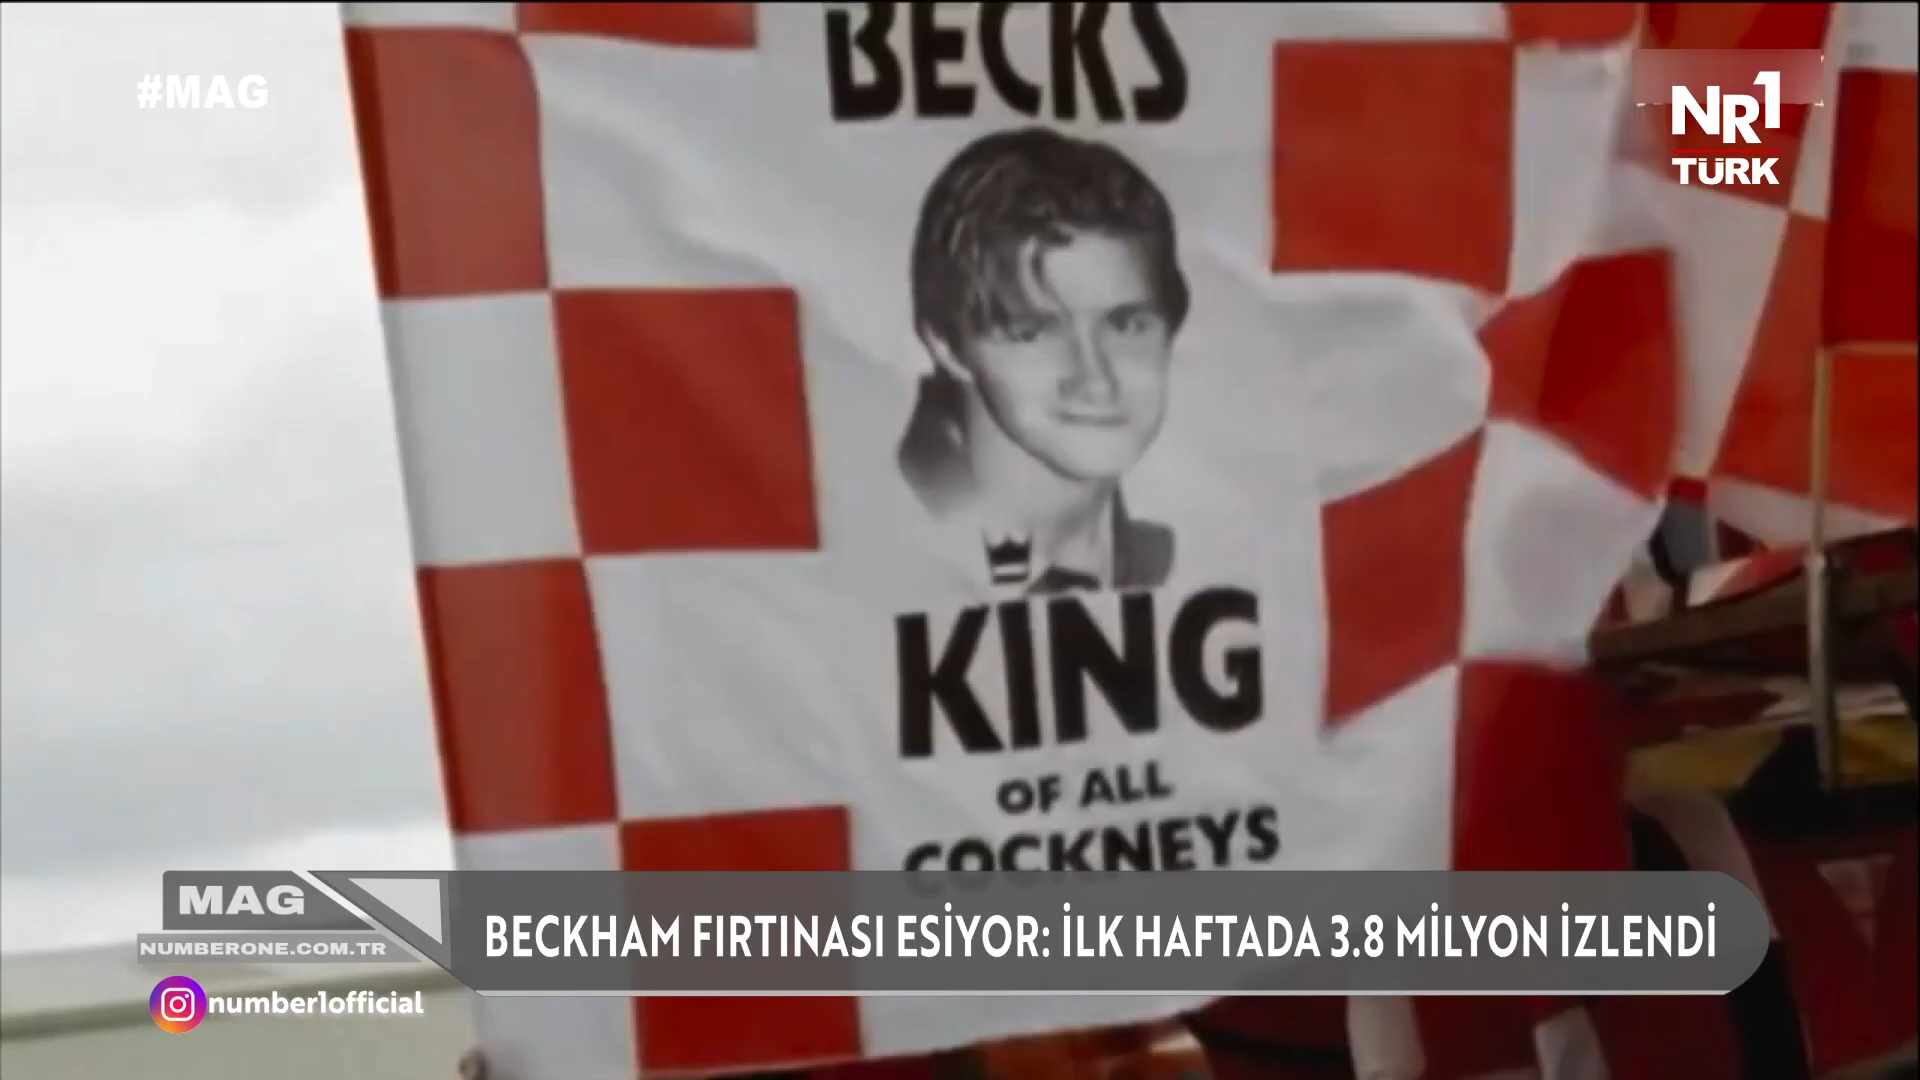 BECKS
#MAG
NR1
TÜRK
KING
OF ALL
COCKNEYS
MAG
NUMBERONE.COM.TR
BECKHAM FIRTINASI ESİYOR: İLK HAFTADA 3.8 MİLYON İZLENDİ
number1official